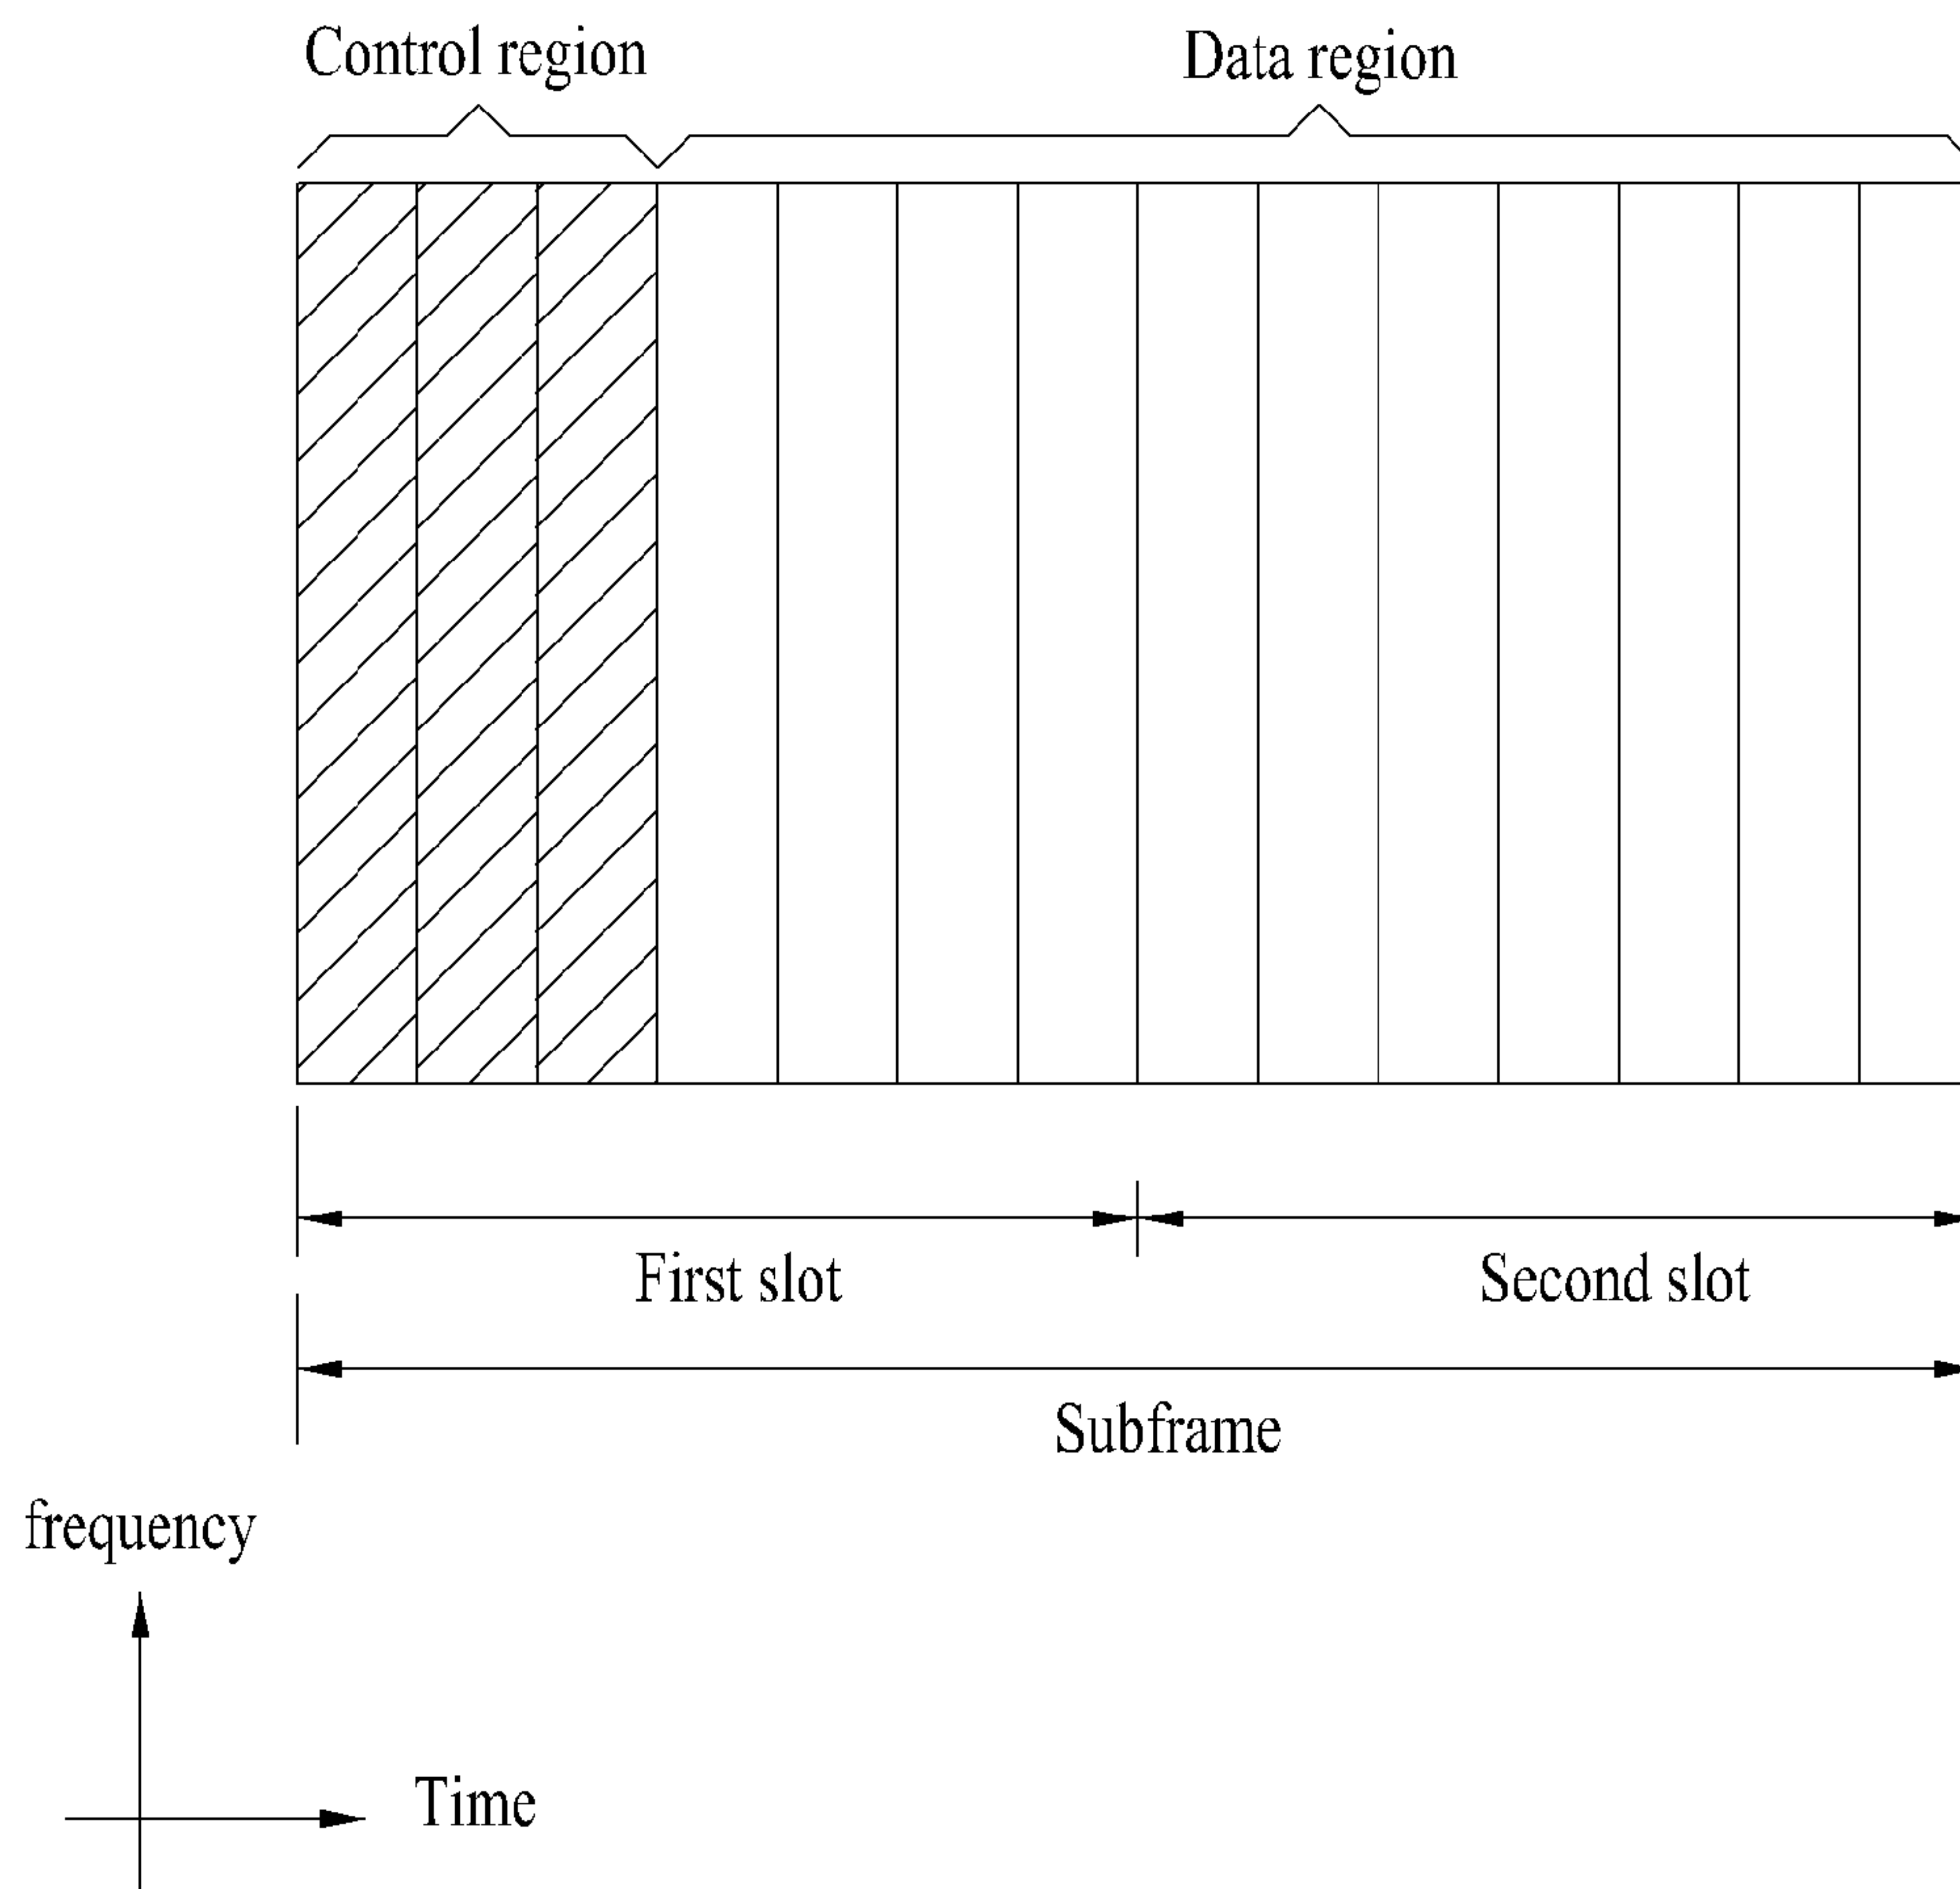 Control region
Data region
First slot
Second slot
Subframe
frequency
Time